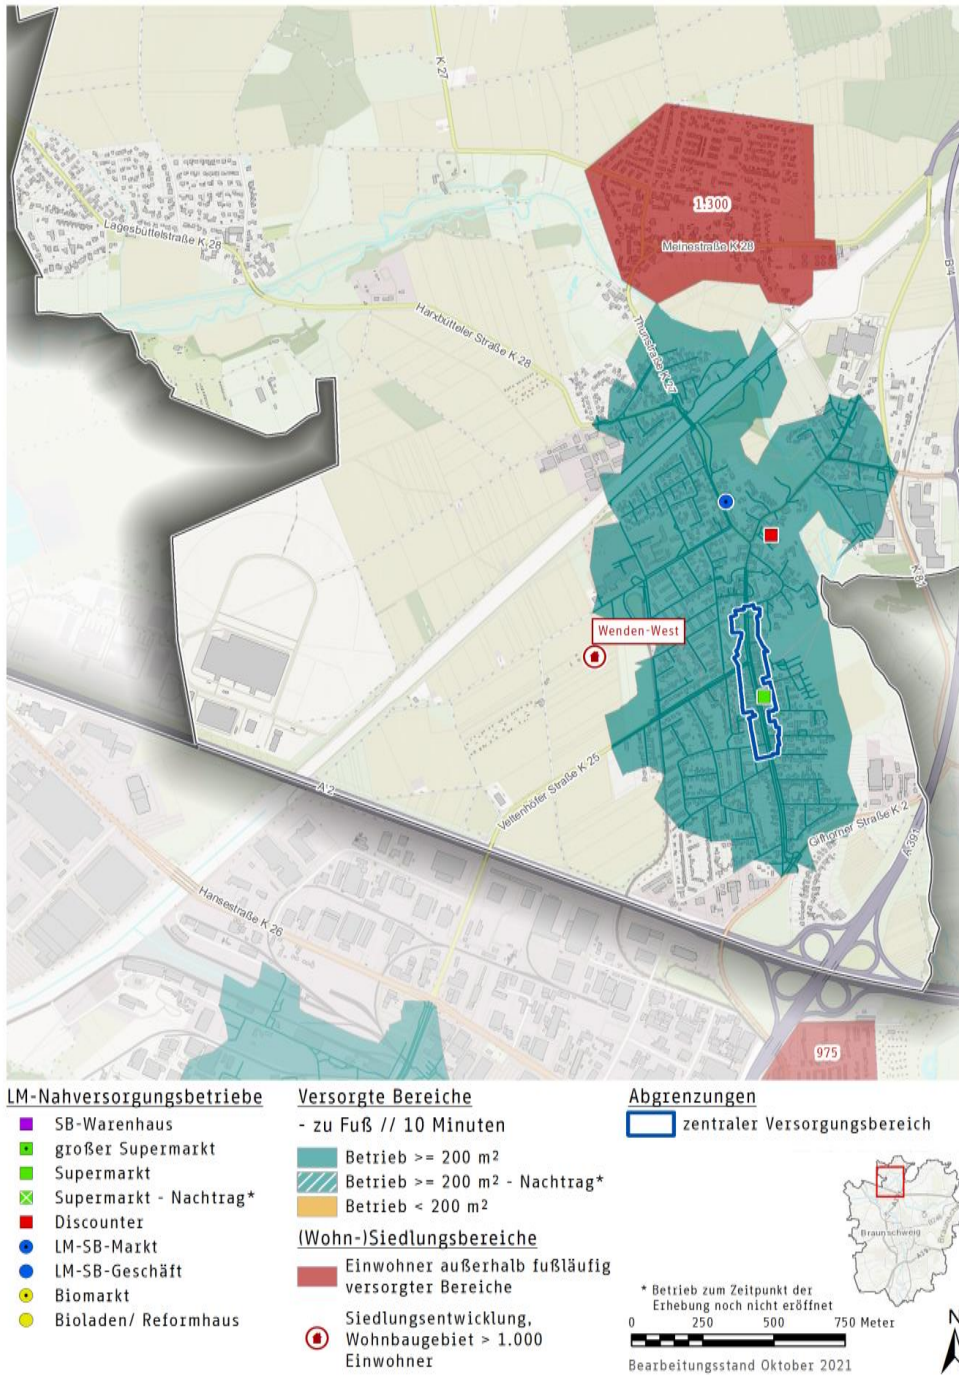 K 27
1.300
Lagesbüttelstraße K 28
Meinestraße K 28
B 4
Harxbütteler Straße K 28
Thunstraße K 27
K 81
Wenden-West
Veltenhöfer Straße K 25
A 2
Gifhorner Straße K 2
A 391
Hansestraße K 26
975
LM-Nahversorgungsbetriebe
SB-Warenhaus
großer Supermarkt
Supermarkt
Supermarkt - Nachtrag*
Discounter
LM-SB-Markt
LM-SB-Geschäft
Biomarkt
Bioladen/ Reformhaus
Versorgte Bereiche
- zu Fuß // 10 Minuten
Betrieb >= 200 m²
Betrieb >= 200 m² - Nachtrag*
Betrieb < 200 m²
(Wohn-)Siedlungsbereiche
Einwohner außerhalb fußläufig
versorgter Bereiche
Siedlungsentwicklung,
Wohnbaugebiet > 1.000
Einwohner
Abgrenzungen
zentraler Versorgungsbereich
Braunschweig
* Betrieb zum Zeitpunkt der
Erhebung noch nicht eröffnet
0 250 500 750 Meter
N
Bearbeitungsstand Oktober 2021